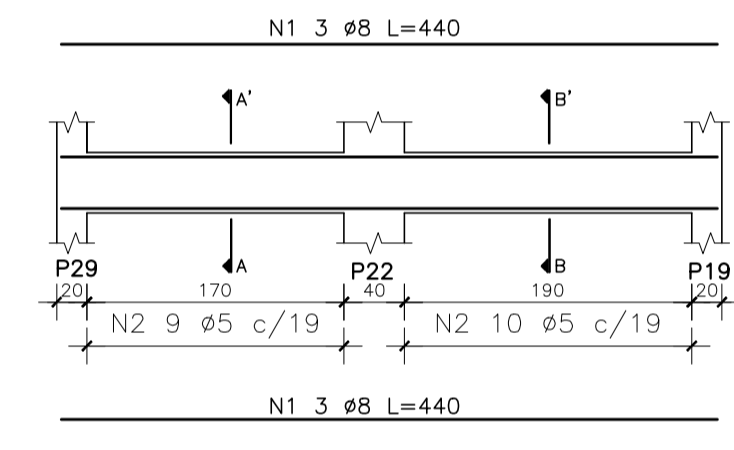 N1 3 ø8 L=440
A' B'
A B
P29 P22 P19
20 170 40 190 20
N2 9 ø5 c/19 N2 10 ø5 c/19
N1 3 ø8 L=440